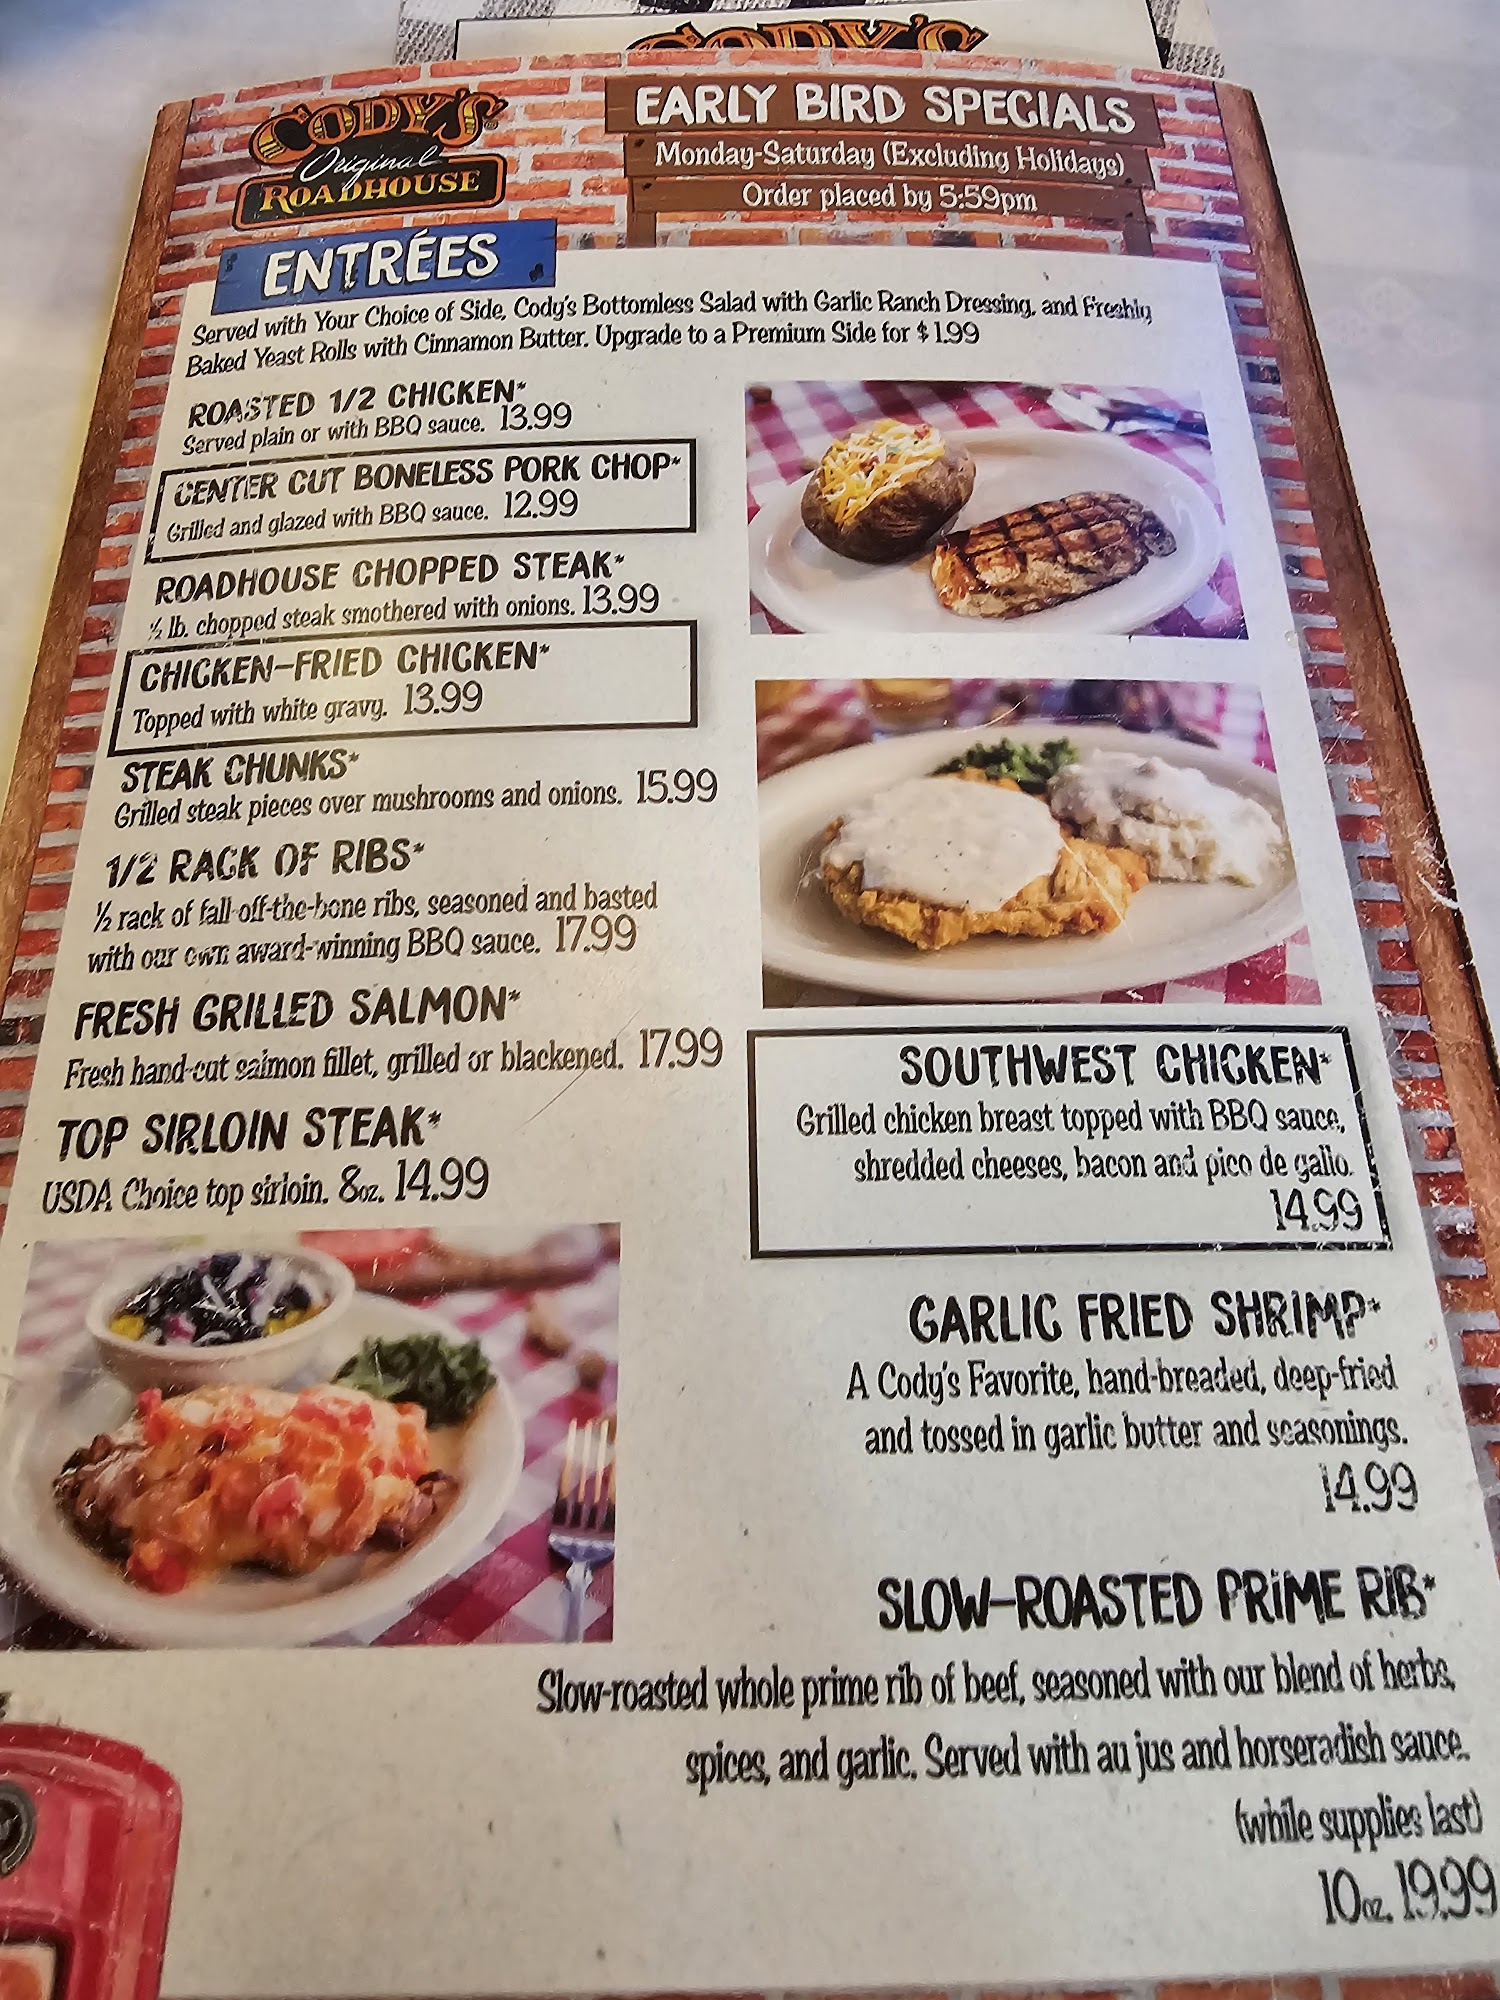 CODY'S
CODY'S
Original
ROADHOUSE
EARLY BIRD SPECIALS
Monday-Saturday (Excluding Holidays)
Order placed by 5:59pm
ENTRÉES
Served with Your Choice of Side, Cody's Bottomless Salad with Garlic Ranch Dressing, and Freshly
Baked Yeast Rolls with Cinnamon Butter. Upgrade to a Premium Side for $1.99
ROASTED 1/2 CHICKEN*
Served plain or with BBQ sauce. 13.99
CENTER CUT BONELESS PORK CHOP*
Grilled and glazed with BBQ sauce. 12.99
ROADHOUSE CHOPPED STEAK*
½ lb. chopped steak smothered with onions. 13.99
CHICKEN-FRIED CHICKEN*
Topped with white gravy. 13.99
STEAK CHUNKS*
Grilled steak pieces over mushrooms and onions. 15.99
1/2 RACK OF RIBS*
½ rack of fall-off-the-bone ribs, seasoned and basted
with our own award-winning BBQ sauce. 17.99
FRESH GRILLED SALMON*
Fresh hand-cut salmon fillet, grilled or blackened. 17.99
TOP SIRLOIN STEAK*
USDA Choice top sirloin. 8oz. 14.99
SOUTHWEST CHICKEN*
Grilled chicken breast topped with BBQ sauce,
shredded cheeses, bacon and pico de gallo.
14.99
GARLIC FRIED SHRIMP*
A Cody's Favorite, hand-breaded, deep-fried
and tossed in garlic butter and seasonings.
14.99
SLOW-ROASTED PRIME RIB*
Slow-roasted whole prime rib of beef, seasoned with our blend of herbs,
spices, and garlic. Served with au jus and horseradish sauce.
(while supplies last)
10oz. 19.99